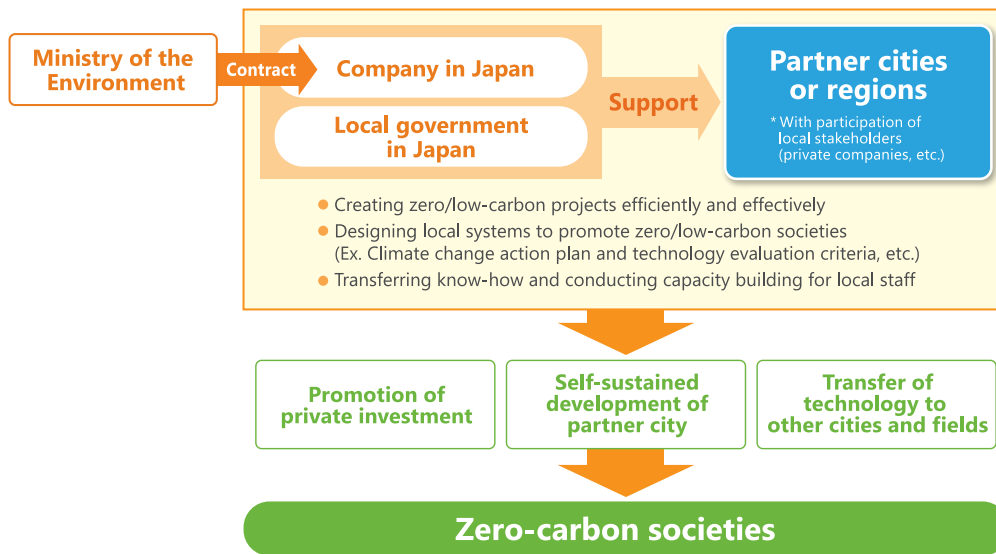 Ministry of the
Environment
Contract
Company in Japan
Local government
in Japan
Support
Partner cities
or regions
* With participation of
local stakeholders
(private companies, etc.)
Creating zero/low-carbon projects efficiently and effectively
Designing local systems to promote zero/low-carbon societies
(Ex. Climate change action plan and technology evaluation criteria, etc.)
Transferring know-how and conducting capacity building for local staff
Promotion of
private investment
Self-sustained
development of
partner city
Transfer of
technology to
other cities and fields
Zero-carbon societies